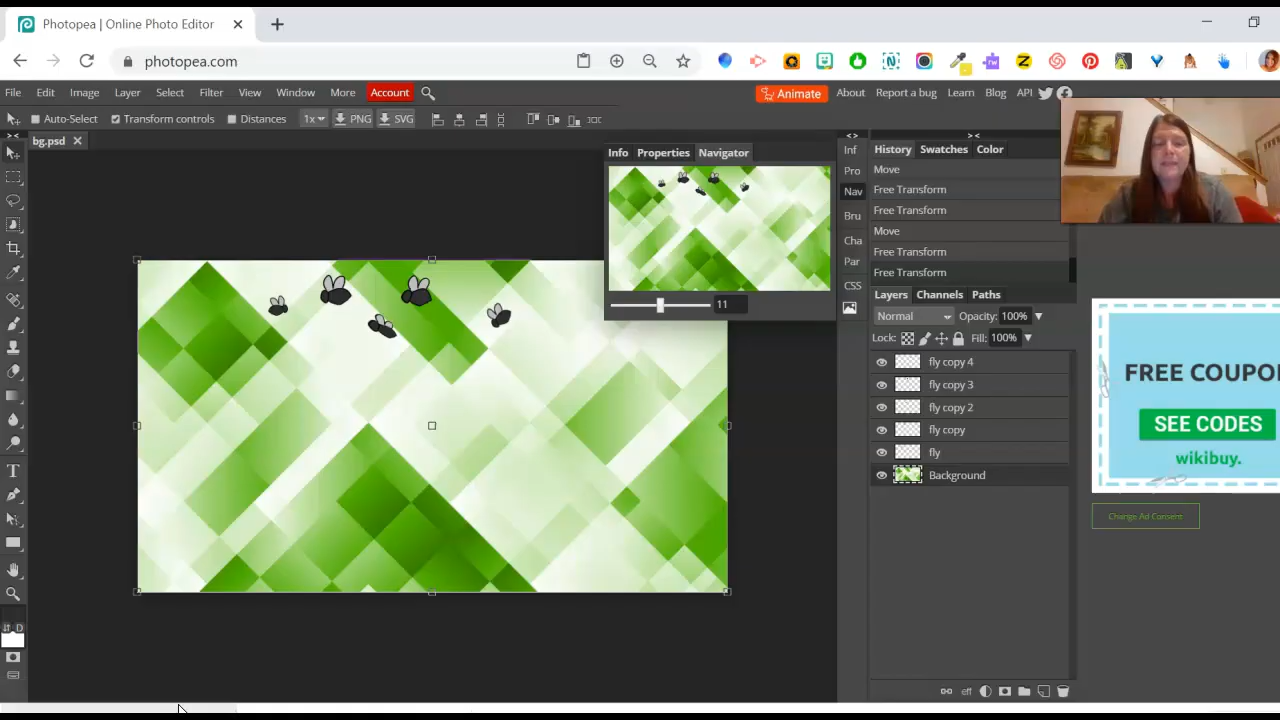 Photopea | Online Photo Editor
photopea.com
File Edit Image Layer Select Filter View Window More Account
Animate About Report a bug Learn Blog API
Auto-Select Transform controls Distances 1x PNG SVG
bg.psd
Info Properties Navigator
11
Inf
Pro
Nav
Bru
Cha
Par
CSS
History Swatches Color
Move
Free Transform
Free Transform
Move
Free Transform
Free Transform
Layers Channels Paths
Normal Opacity: 100%
Lock: Fill: 100%
fly copy 4
fly copy 3
fly copy 2
fly copy
fly
Background
eff
D
FREE COUPO
SEE CODES
wikibuy.
Change Ad Consent